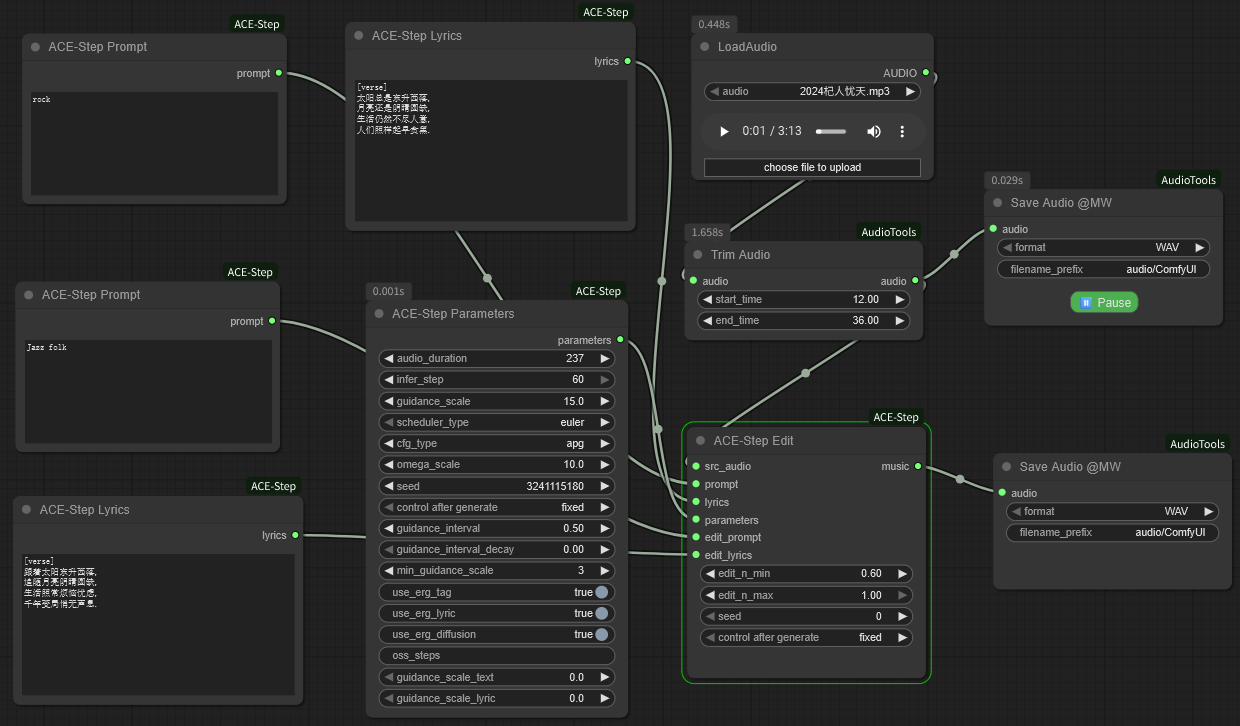 ACE-Step
ACE-Step Prompt
prompt
rock
ACE-Step
ACE-Step Lyrics
lyrics
[verse]
太阳总是东升西落,
月亮还是阴晴圆缺,
生活仍然不尽人意,
人们照样起早贪黑.
0.448s
LoadAudio
AUDIO
audio 2024杞人忧天.mp3
0:01 / 3:13
choose file to upload
ACE-Step
ACE-Step Prompt
prompt
Jazz folk
ACE-Step
ACE-Step Lyrics
lyrics
[verse]
跟着太阳东升西落,
追随月亮阴晴圆缺,
生活照常烦恼忧虑,
千年变局悄无声息.
0.001s
ACE-Step
ACE-Step Parameters
parameters
audio_duration 237
infer_step 60
guidance_scale 15.0
scheduler_type euler
cfg_type apg
omega_scale 10.0
seed 3241115180
control after generate fixed
guidance_interval 0.50
guidance_interval_decay 0.00
min_guidance_scale 3
use_erg_tag true
use_erg_lyric true
use_erg_diffusion true
oss_steps
guidance_scale_text 0.0
guidance_scale_lyric 0.0
1.658s
AudioTools
Trim Audio
audio audio
start_time 12.00
end_time 36.00
0.029s
AudioTools
Save Audio @MW
audio
format WAV
filename_prefix audio/ComfyUI
Pause
ACE-Step
ACE-Step Edit
src_audio music
prompt
lyrics
parameters
edit_prompt
edit_lyrics
edit_n_min 0.60
edit_n_max 1.00
seed 0
control after generate fixed
AudioTools
Save Audio @MW
audio
format WAV
filename_prefix audio/ComfyUI